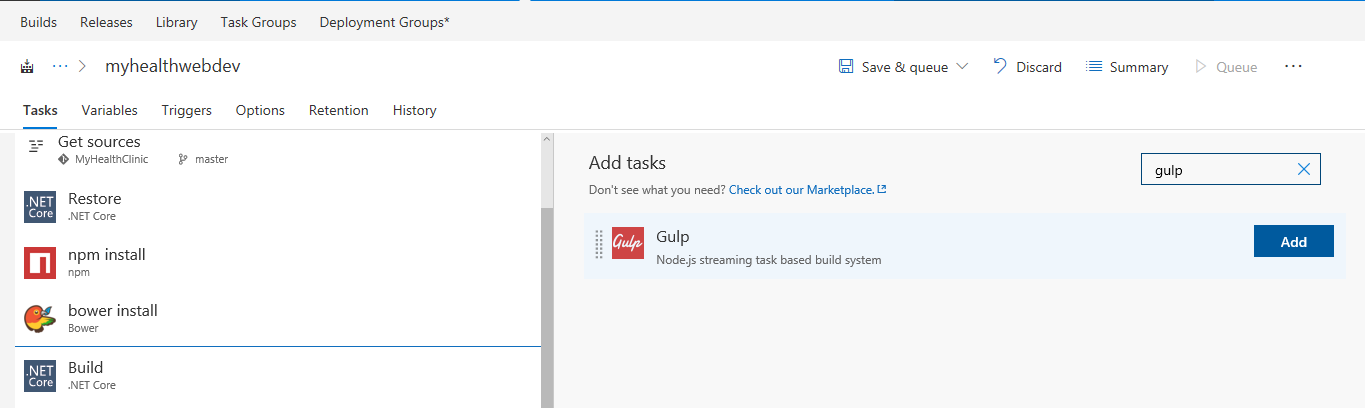 Builds Releases Library Task Groups Deployment Groups*
··· > myhealthwebdev Save & queue Discard Summary Queue ···
Tasks Variables Triggers Options Retention History
Get sources
MyHealthClinic master
.NET Core Restore
.NET Core
npm install
npm
bower install
Bower
.NET Core Build
.NET Core
Add tasks
gulp
Don't see what you need? Check out our Marketplace.
Gulp Gulp
Node.js streaming task based build system
Add